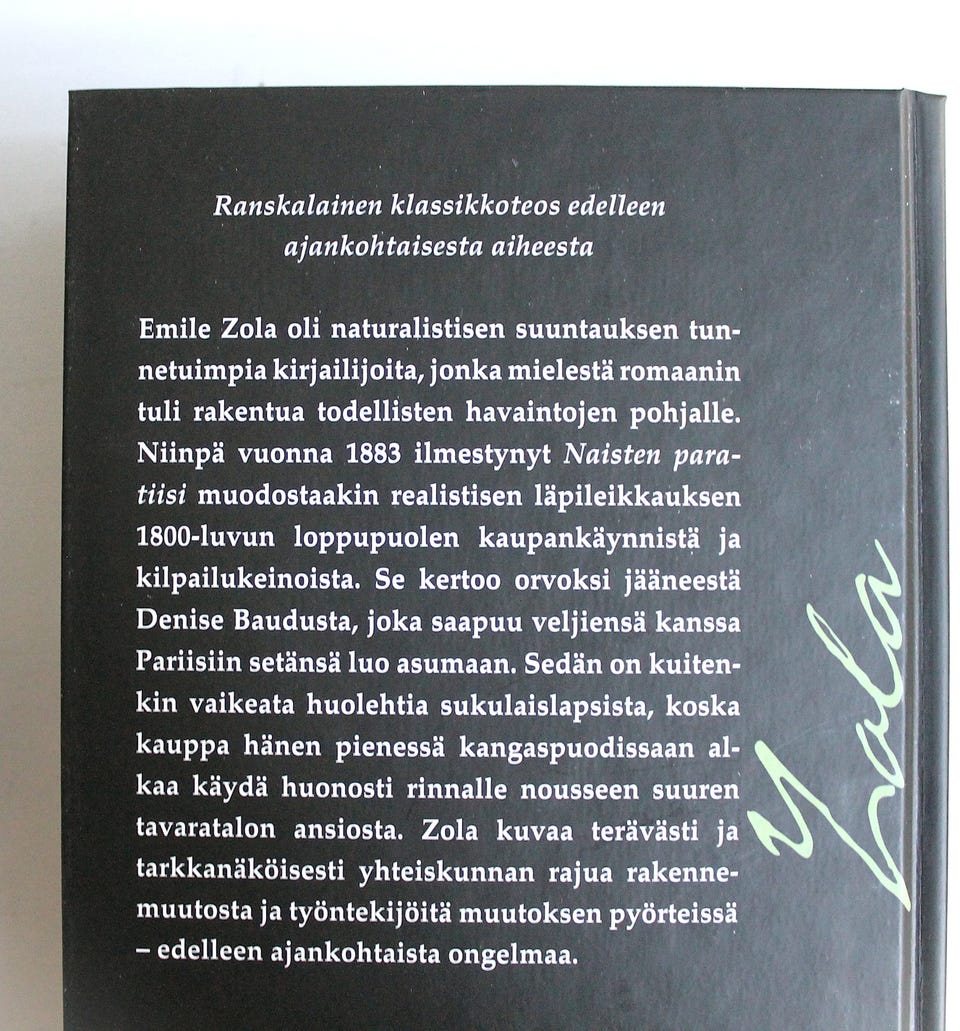 Ranskalainen klassikkoteos edelleen
ajankohtaisesta aiheesta
Emile Zola oli naturalistisen suuntauksen tun-
netuimpia kirjailijoita, jonka mielestä romaanin
tuli rakentua todellisten havaintojen pohjalle.
Niinpä vuonna 1883 ilmestynyt Naisten para-
tiisi muodostaakin realistisen läpileikkauksen
1800-luvun loppupuolen kaupankäynnistä ja
kilpailukeinoista. Se kertoo orvoksi jääneestä
Denise Baudusta, joka saapuu veljiensä kanssa
Pariisiin setänsä luo asumaan. Sedän on kuiten-
kin vaikeata huolehtia sukulaislapsista, koska
kauppa hänen pienessä kangaspuodissaan al-
kaa käydä huonosti rinnalle nousseen suuren
tavaratalon ansiosta. Zola kuvaa terävästi ja
tarkkanäköisesti yhteiskunnan rajua rakenne-
muutosta ja työntekijöitä muutoksen pyörteissä
– edelleen ajankohtaista ongelmaa.
Zola